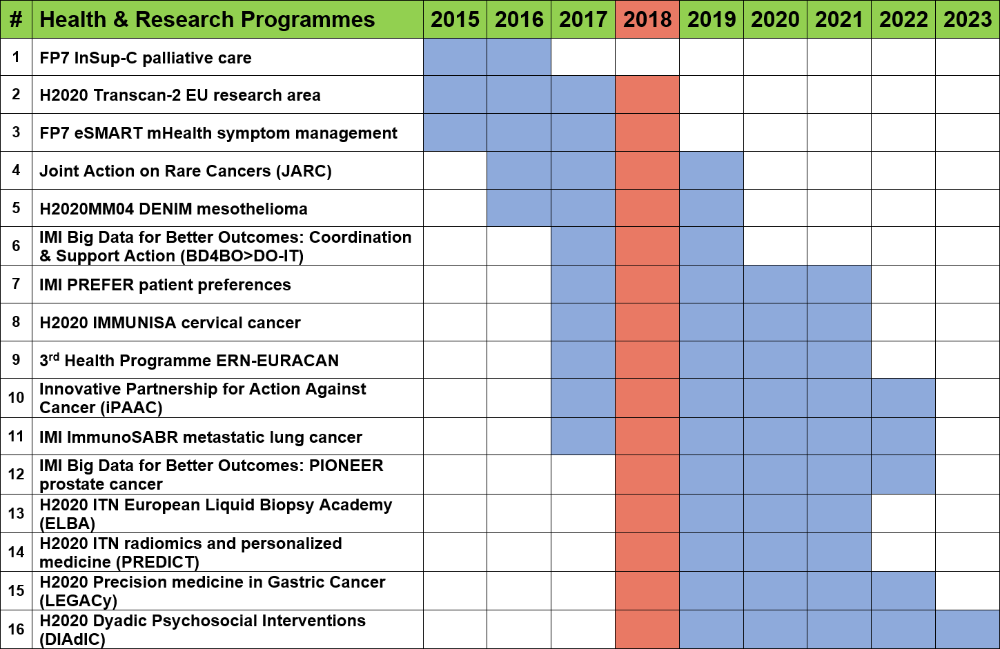 # Health & Research Programmes 2015 2016 2017 2018 2019 2020 2021 2022 2023
1 FP7 InSup-C palliative care
2 H2020 Transcan-2 EU research area
3 FP7 eSMART mHealth symptom management
4 Joint Action on Rare Cancers (JARC)
5 H2020MM04 DENIM mesothelioma
6 IMI Big Data for Better Outcomes: Coordination
& Support Action (BD4BO>DO-IT)
7 IMI PREFER patient preferences
8 H2020 IMMUNISA cervical cancer
9 3rd Health Programme ERN-EURACAN
10 Innovative Partnership for Action Against
Cancer (iPAAC)
11 IMI ImmunoSABR metastatic lung cancer
12 IMI Big Data for Better Outcomes: PIONEER
prostate cancer
13 H2020 ITN European Liquid Biopsy Academy
(ELBA)
14 H2020 ITN radiomics and personalized
medicine (PREDICT)
15 H2020 Precision medicine in Gastric Cancer
(LEGACy)
16 H2020 Dyadic Psychosocial Interventions
(DIAdIC)